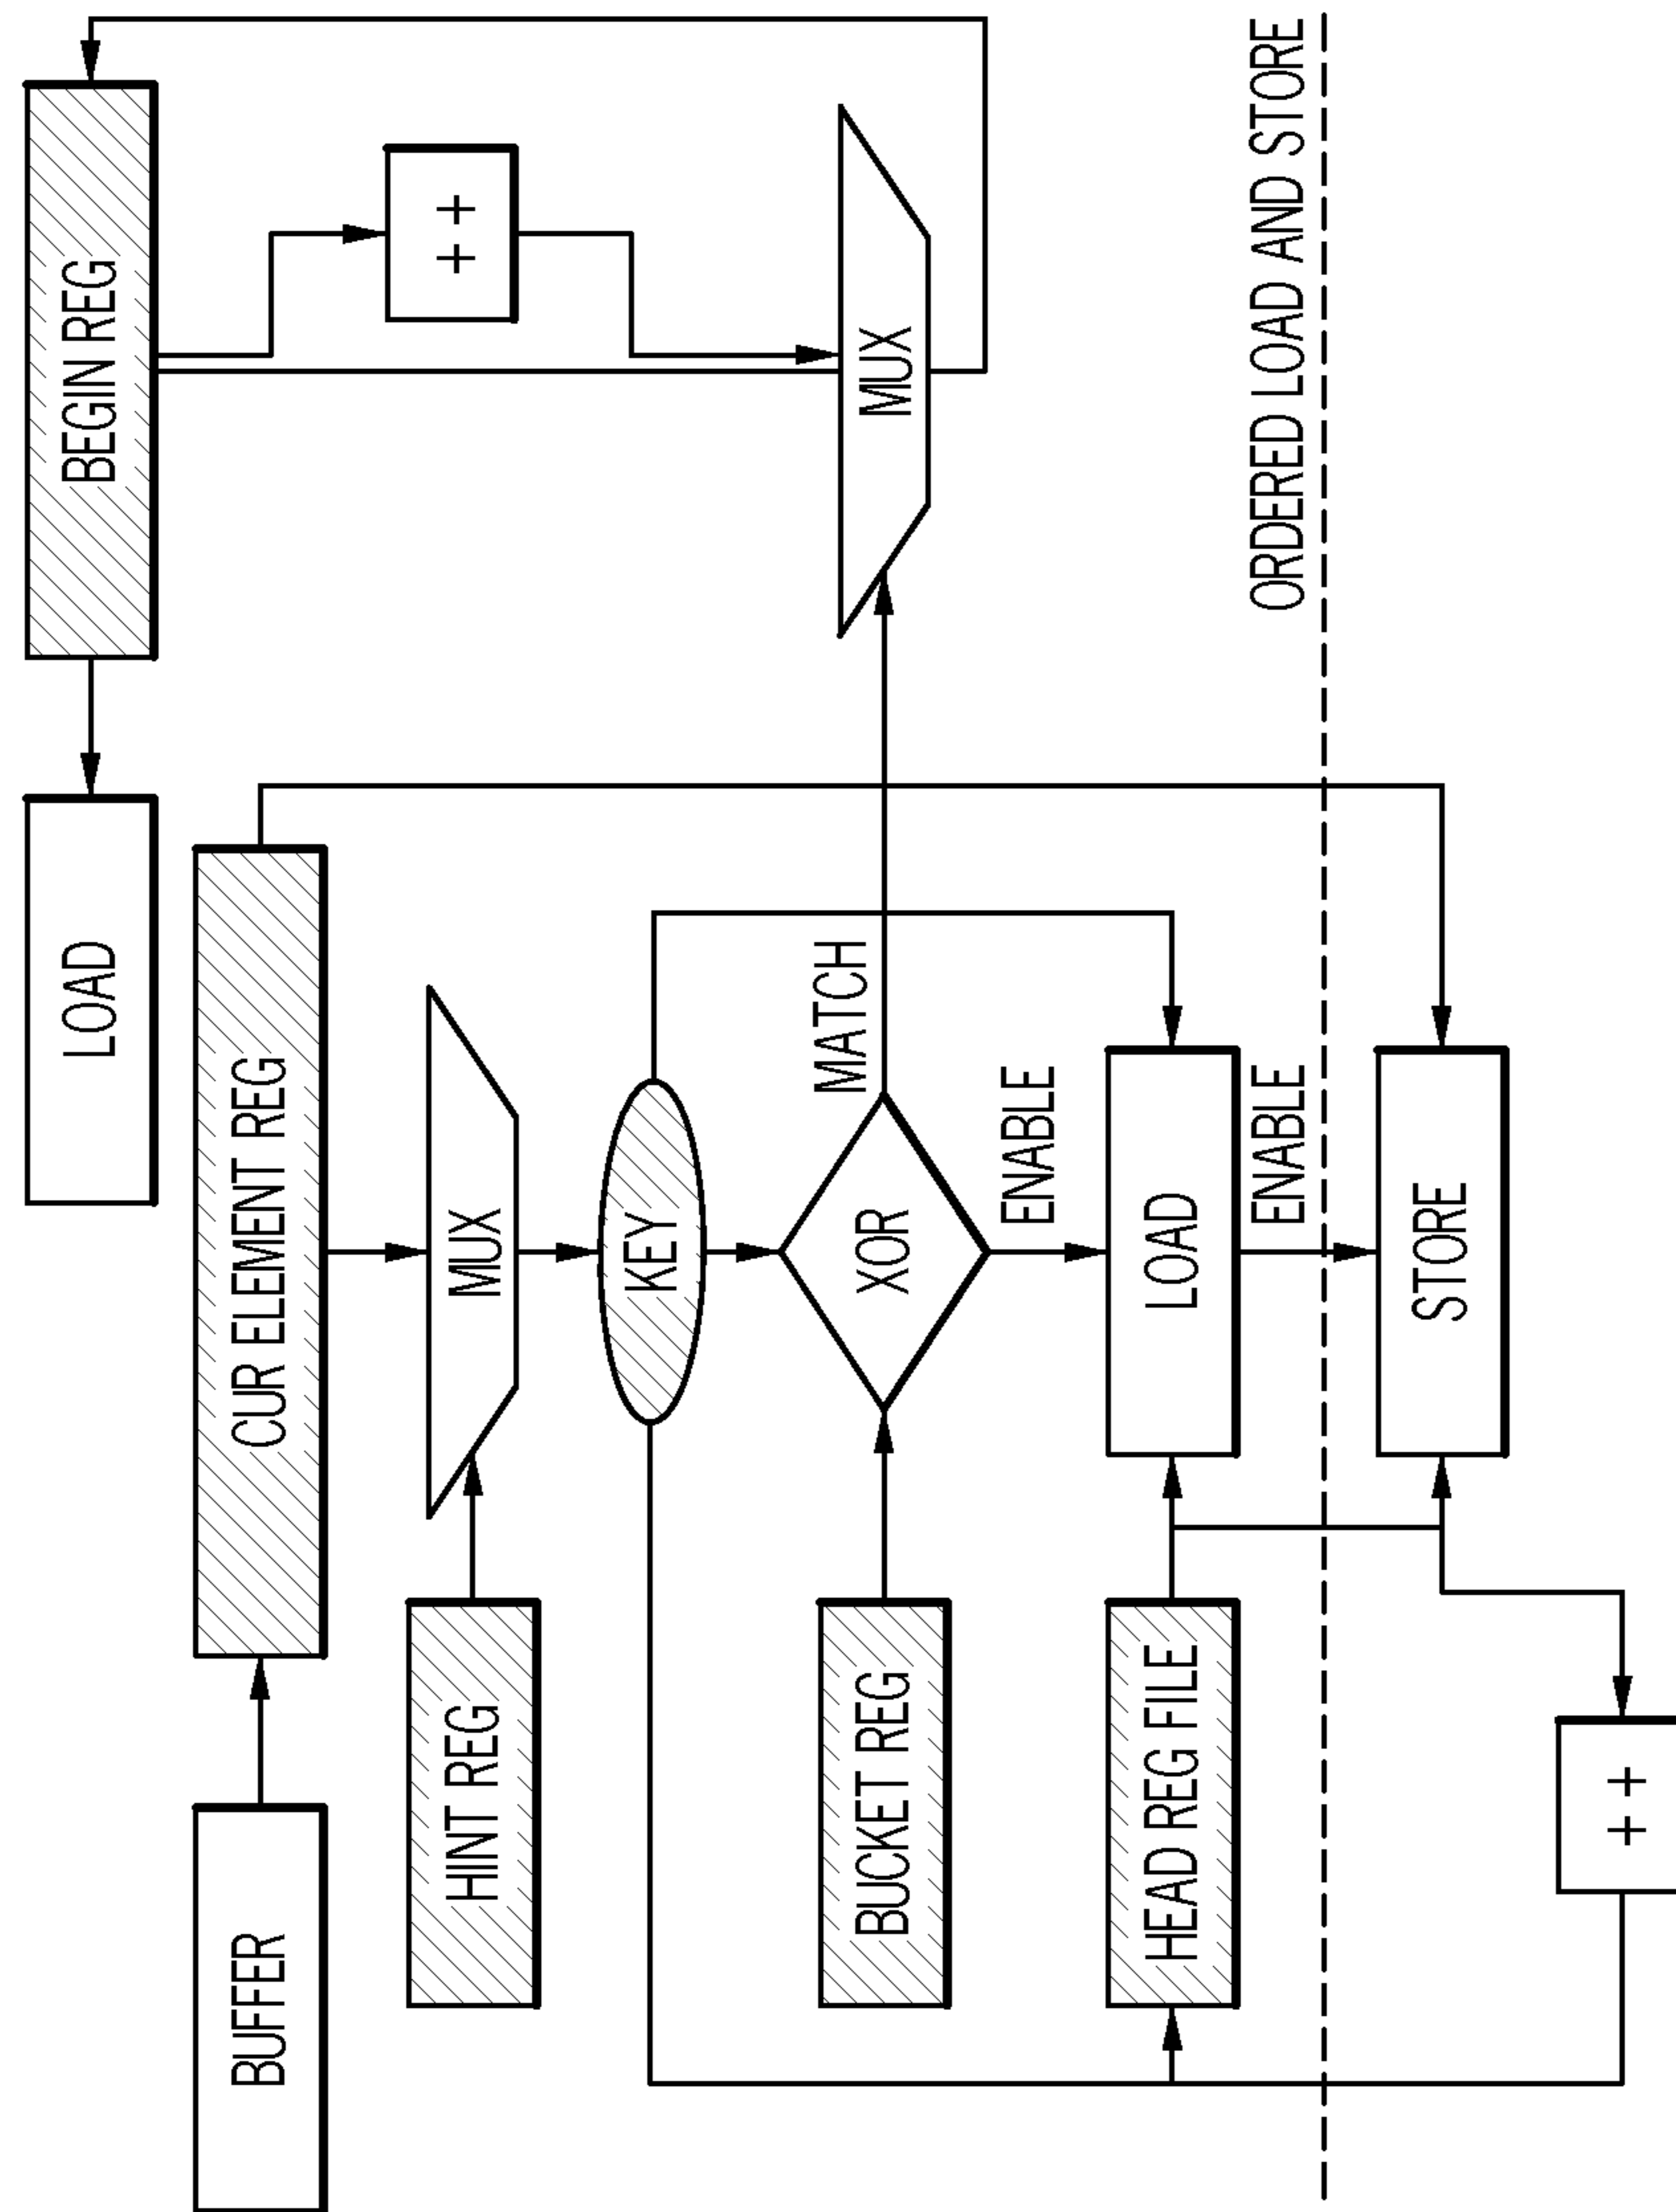 BUFFER
CUR ELEMENT REG
LOAD
BEGIN REG
HINT REG
MUX
++
KEY
BUCKET REG
XOR
MATCH
MUX
ENABLE
HEAD REG FILE
LOAD
ENABLE
ORDERED LOAD AND STORE
STORE
++